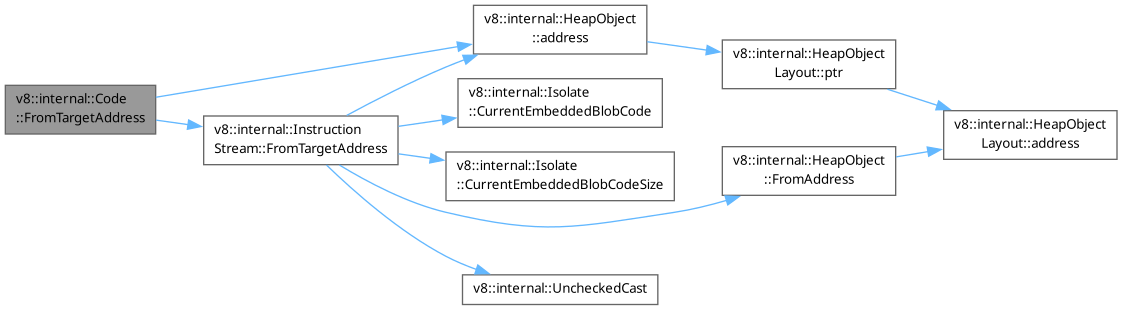 v8::internal::Code
::FromTargetAddress
v8::internal::HeapObject
::address
v8::internal::Instruction
Stream::FromTargetAddress
v8::internal::HeapObject
Layout::ptr
v8::internal::HeapObject
Layout::address
v8::internal::Isolate
::CurrentEmbeddedBlobCode
v8::internal::Isolate
::CurrentEmbeddedBlobCodeSize
v8::internal::HeapObject
::FromAddress
v8::internal::UncheckedCast